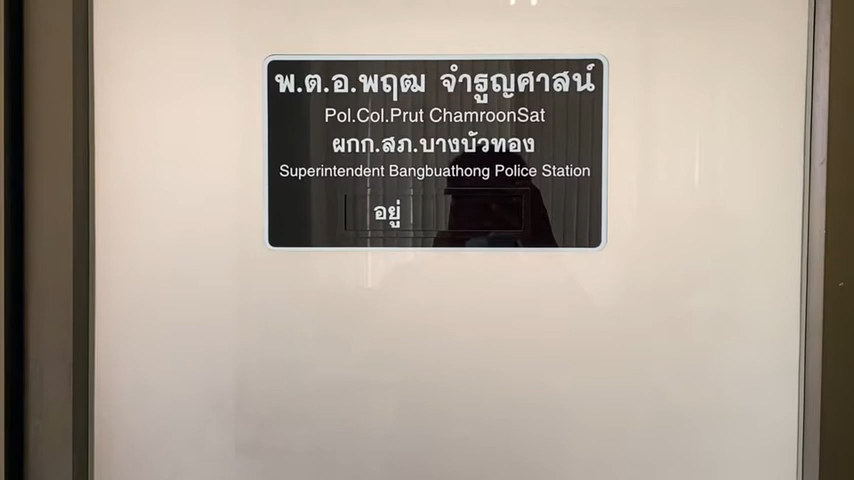 พ.ต.อ.พฤฒ จำรูญศาสน์
Pol.Col.Prut ChamroonSat
ผกก.สภ.บางบัวทอง
Superintendent Bangbuathong Police Station
อยู่